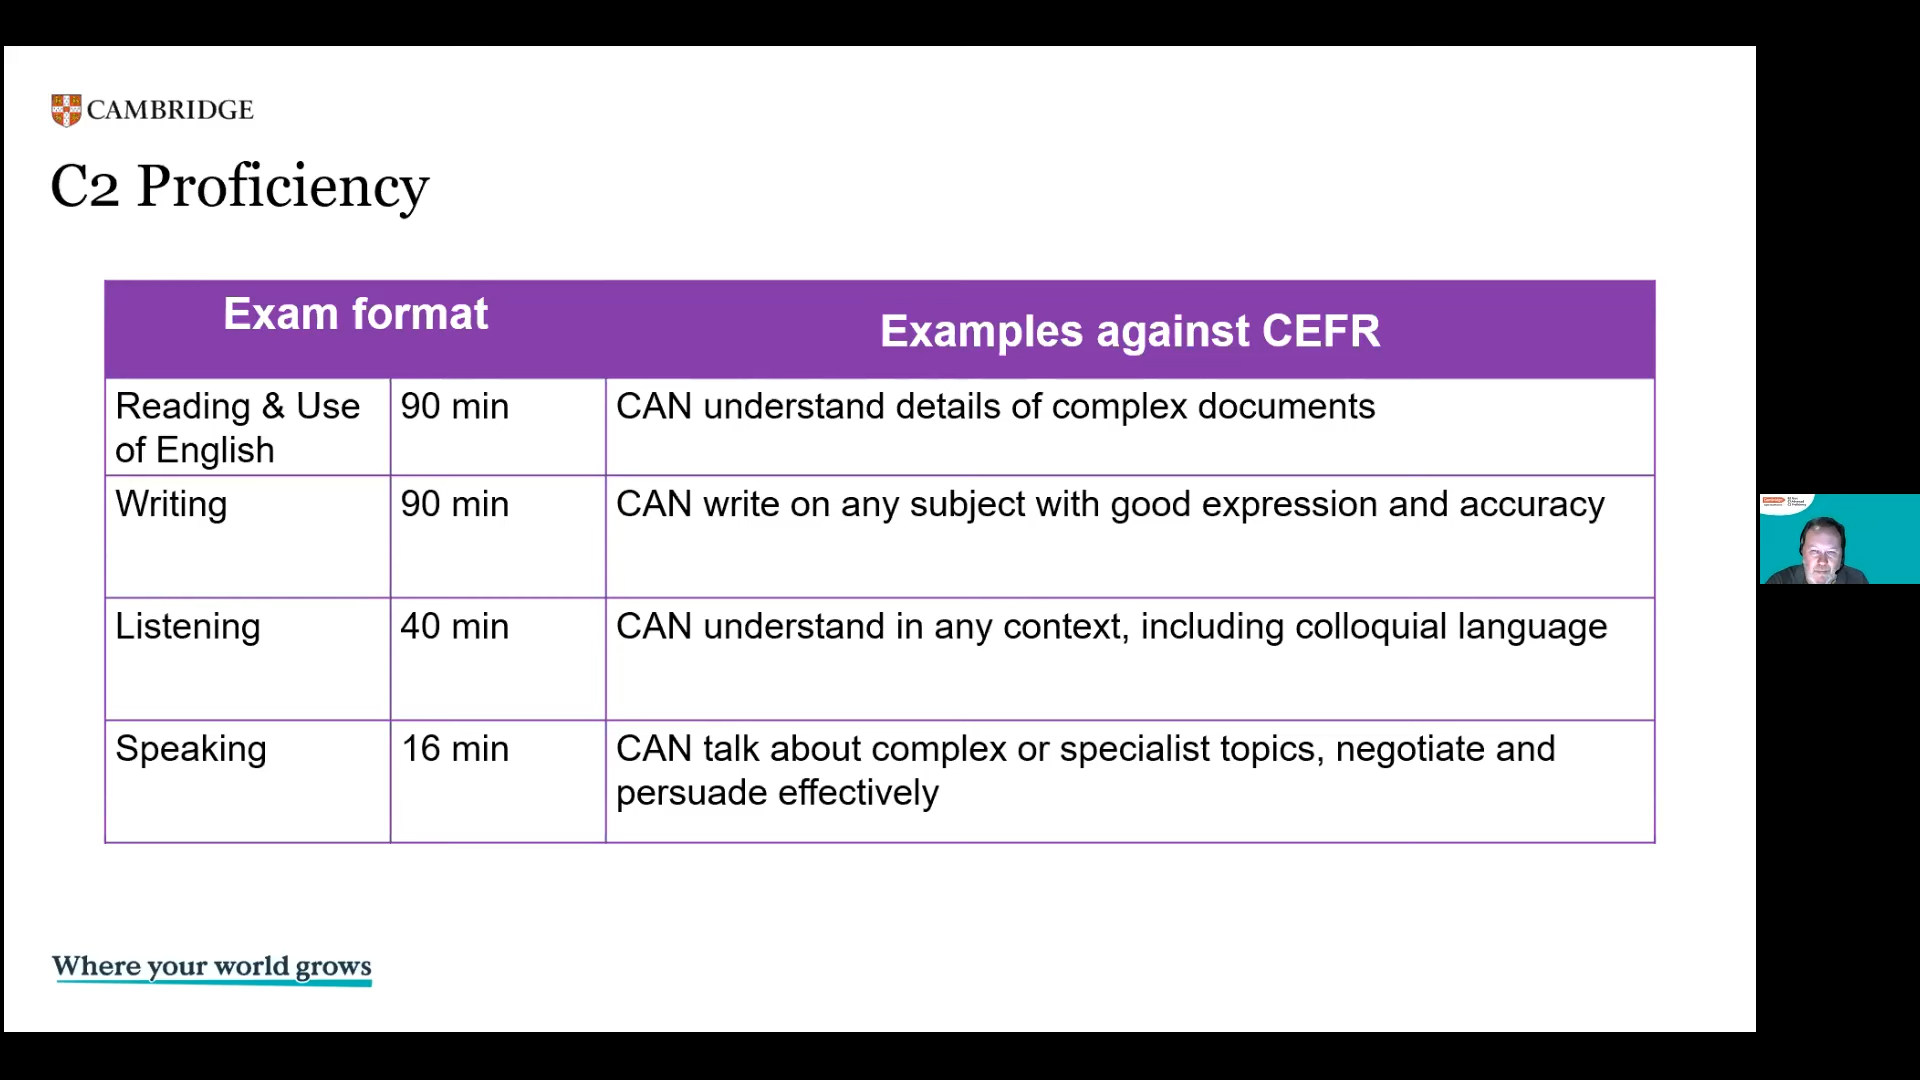 CAMBRIDGE
C2 Proficiency
Exam format
Examples against CEFR
Reading & Use
of English
90 min
CAN understand details of complex documents
Writing
90 min
CAN write on any subject with good expression and accuracy
Listening
40 min
CAN understand in any context, including colloquial language
Speaking
16 min
CAN talk about complex or specialist topics, negotiate and
persuade effectively
Where your world grows